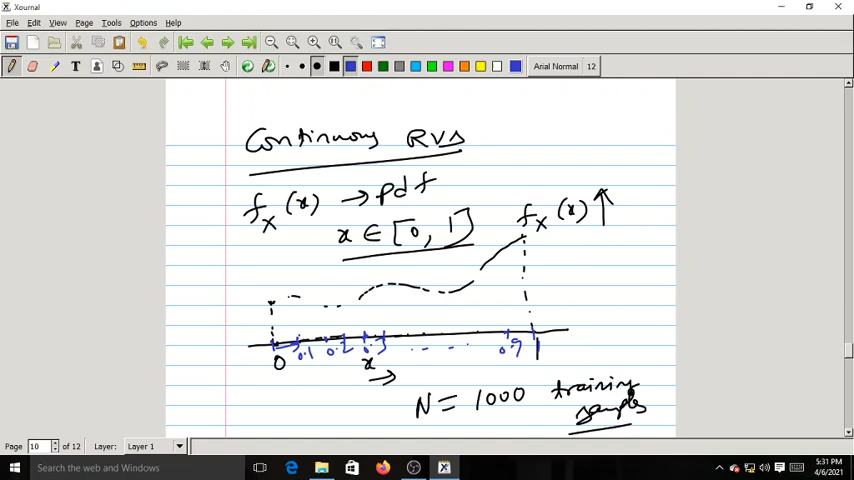 Xournal
File Edit View Page Tools Options Help
Arial Normal 12
Continuous RVs
f_X(x) → pdf
x ∈ [0, 1]
f_X(x) ↑
0.1 0.2 0.3 .. - .. 0.9 1
0 x →
N = 1000 training
samples
Page 10 of 12 Layer: Layer 1
Search the web and Myb Desktop
5:31 PM
4/6/2021